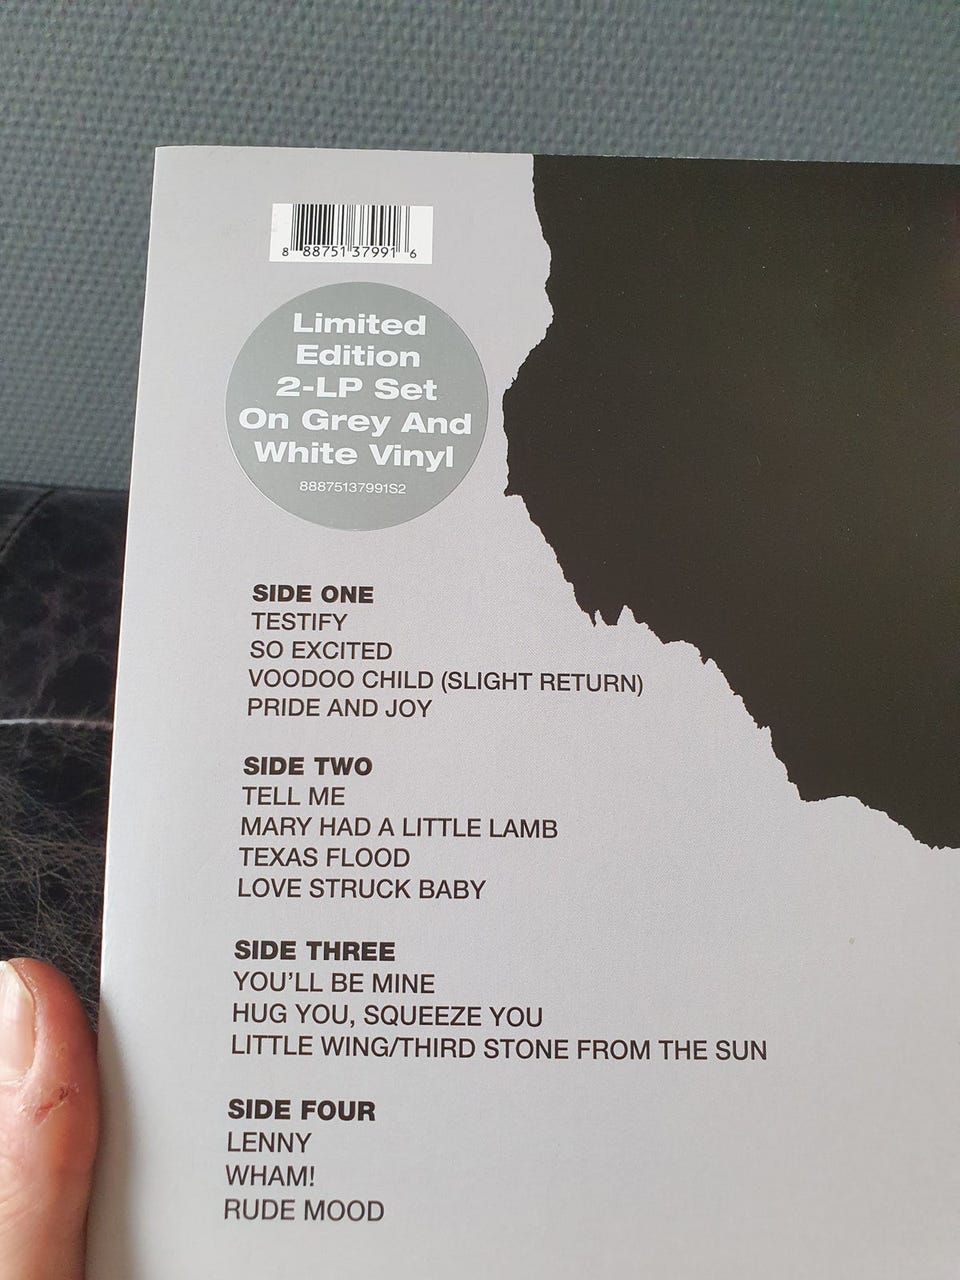 8 88751 37991 6
Limited
Edition
2-LP Set
On Grey And
White Vinyl
88875137991S2
SIDE ONE
TESTIFY
SO EXCITED
VOODOO CHILD (SLIGHT RETURN)
PRIDE AND JOY
SIDE TWO
TELL ME
MARY HAD A LITTLE LAMB
TEXAS FLOOD
LOVE STRUCK BABY
SIDE THREE
YOU'LL BE MINE
HUG YOU, SQUEEZE YOU
LITTLE WING/THIRD STONE FROM THE SUN
SIDE FOUR
LENNY
WHAM!
RUDE MOOD